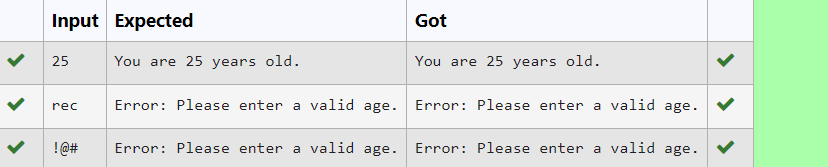 Input Expected Got
25 You are 25 years old. You are 25 years old.
rec Error: Please enter a valid age. Error: Please enter a valid age.
!@# Error: Please enter a valid age. Error: Please enter a valid age.